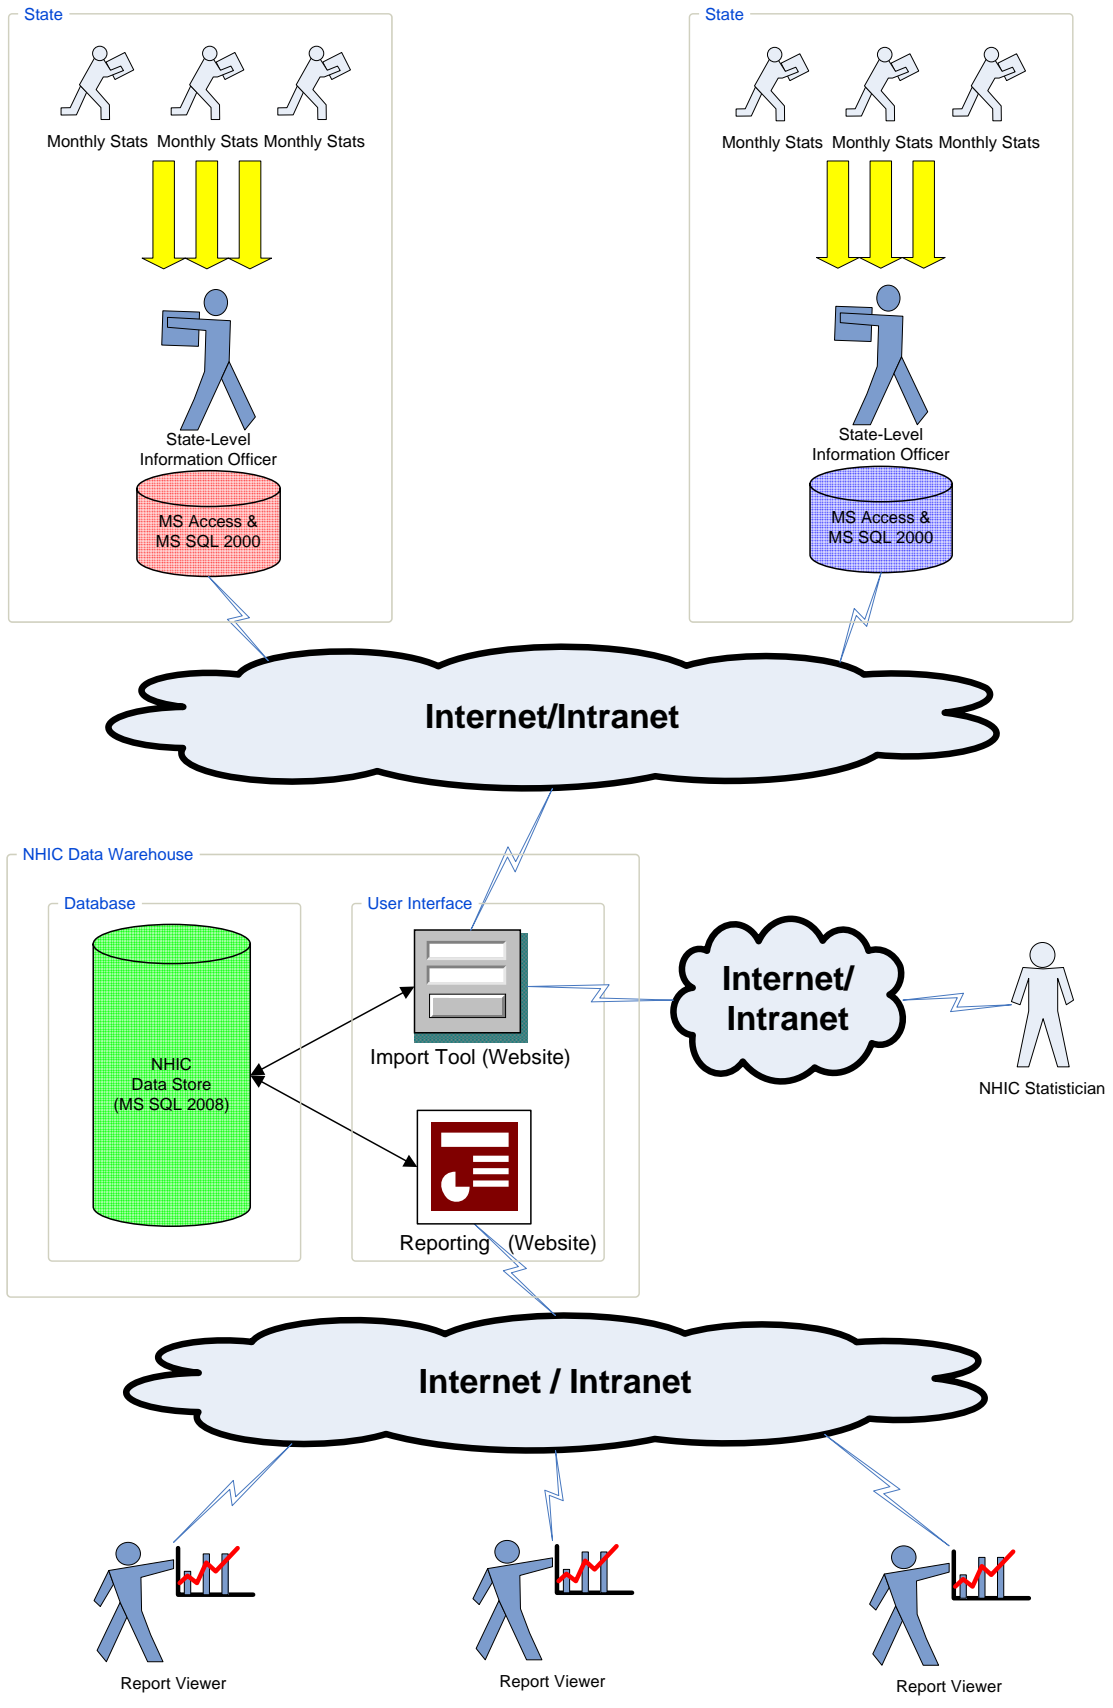 State
State
Monthly Stats Monthly Stats Monthly Stats
Monthly Stats Monthly Stats Monthly Stats
State-Level
Information Officer
MS Access &
MS SQL 2000
State-Level
Information Officer
MS Access &
MS SQL 2000
Internet/Intranet
NHIC Data Warehouse
Database
NHIC
Data Store
(MS SQL 2008)
User Interface
Import Tool (Website)
Reporting (Website)
Internet/
Intranet
NHIC Statistician
Internet / Intranet
Report Viewer
Report Viewer
Report Viewer